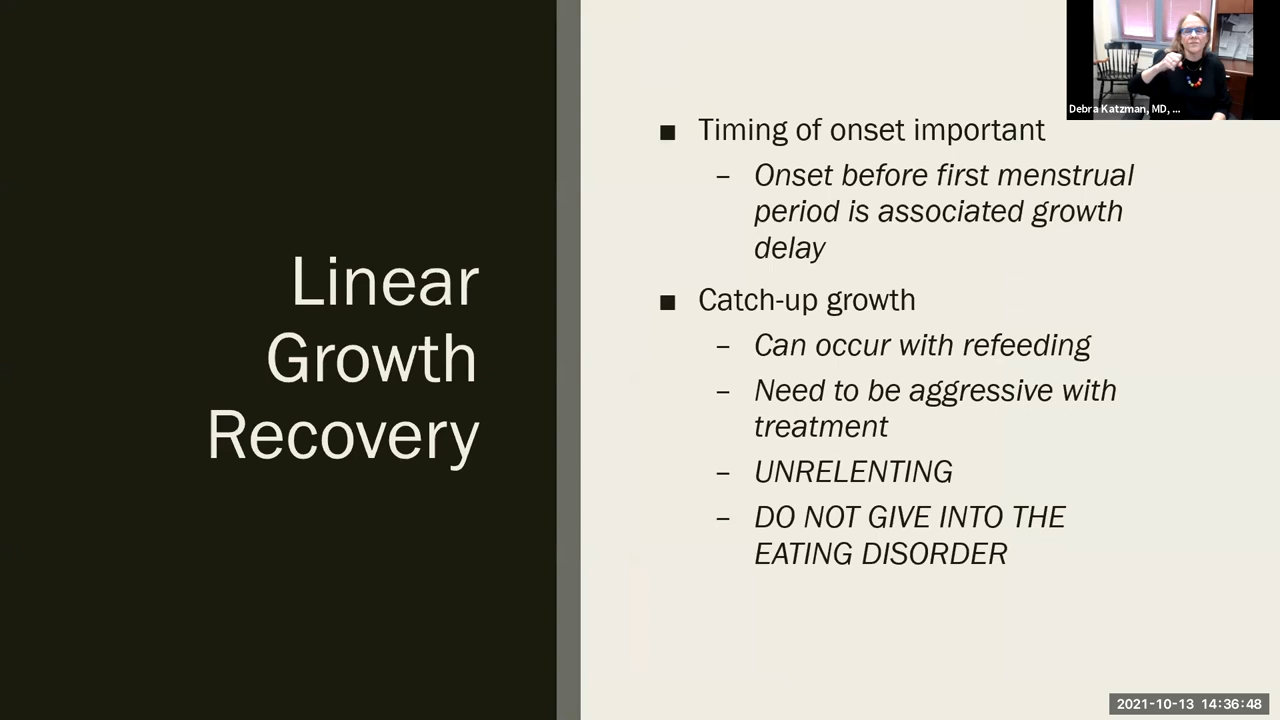 Linear
Growth
Recovery
■ Timing of onset important
– Onset before first menstrual
period is associated growth
delay
■ Catch-up growth
– Can occur with refeeding
– Need to be aggressive with
treatment
– UNRELENTING
– DO NOT GIVE INTO THE
EATING DISORDER
Debra Katzman, MD, ...
2021-10-13 14:36:48